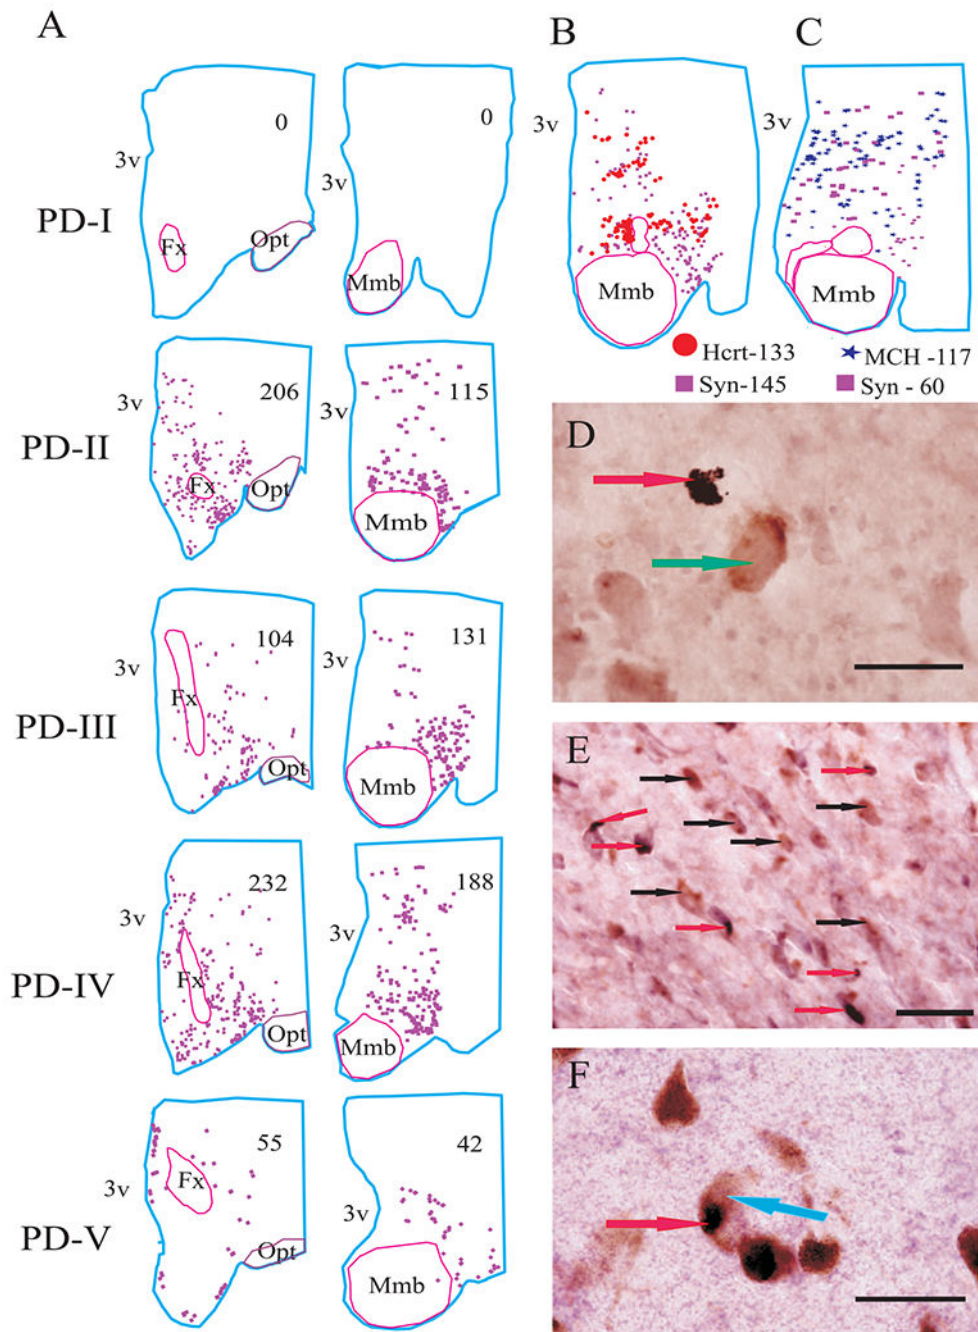 A
B
C
0
0
3v
3v
PD-I
Fx
Opt
Mmb
3v
3v
Mmb
Mmb
Hcrt-133
MCH -117
Syn-145
Syn - 60
3v
206
3v
115
PD-II
Fx
Opt
Mmb
D
3v
104
3v
131
PD-III
Fx
Opt
Mmb
E
3v
232
3v
188
PD-IV
Fx
Opt
Mmb
F
3v
55
3v
42
PD-V
Fx
Opt
Mmb